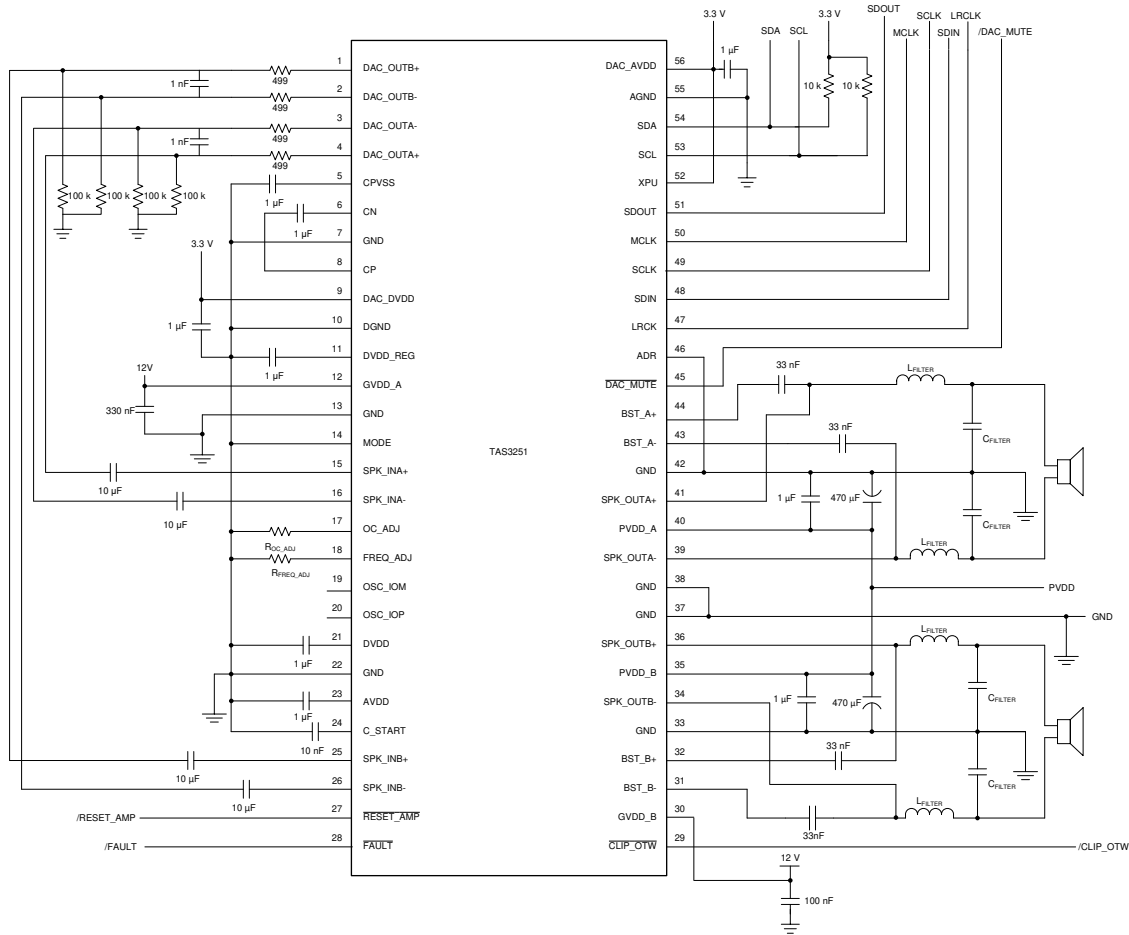 SDOUT SCLK LRCLK
3.3 V 3.3 V
SDA SCL MCLK SDIN /DAC_MUTE
1 µF
10 k 10 k
1 DAC_OUTB+
499
1 nF
2 DAC_OUTB-
499
3 DAC_OUTA-
499
1 nF
4 DAC_OUTA+
499
5 CPVSS
1 µF
100 k 100 k 100 k 100 k
6 CN
1 µF
7 GND
3.3 V
8 CP
9 DAC_DVDD
1 µF
10 DGND
11 DVDD_REG
1 µF
12V
12 GVDD_A
330 nF
13 GND
14 MODE
15 SPK_INA+
10 µF
16 SPK_INA-
10 µF
17 OC_ADJ
ROC_ADJ
18 FREQ_ADJ
RFREQ_ADJ
19 OSC_IOM
20 OSC_IOP
21 DVDD
1 µF
22 GND
23 AVDD
1 µF
24 C_START
10 nF
25 SPK_INB+
10 µF
26 SPK_INB-
10 µF
/RESET_AMP 27 RESET_AMP
/FAULT 28 FAULT
TAS3251
DAC_AVDD 56
AGND 55
SDA 54
SCL 53
XPU 52
SDOUT 51
MCLK 50
SCLK 49
SDIN 48
LRCK 47
ADR 46
DAC_MUTE 45
33 nF
LFILTER
BST_A+ 44
CFILTER
BST_A- 43
33 nF
GND 42
SPK_OUTA+ 41
1 µF 470 µF
CFILTER
PVDD_A 40
SPK_OUTA- 39
LFILTER
GND 38
PVDD
GND 37
GND
SPK_OUTB+ 36
LFILTER
PVDD_B 35
1 µF 470 µF
CFILTER
SPK_OUTB- 34
GND 33
BST_B+ 32
33 nF
CFILTER
BST_B- 31
LFILTER
33nF
GVDD_B 30
CLIP_OTW 29
/CLIP_OTW
12 V
100 nF